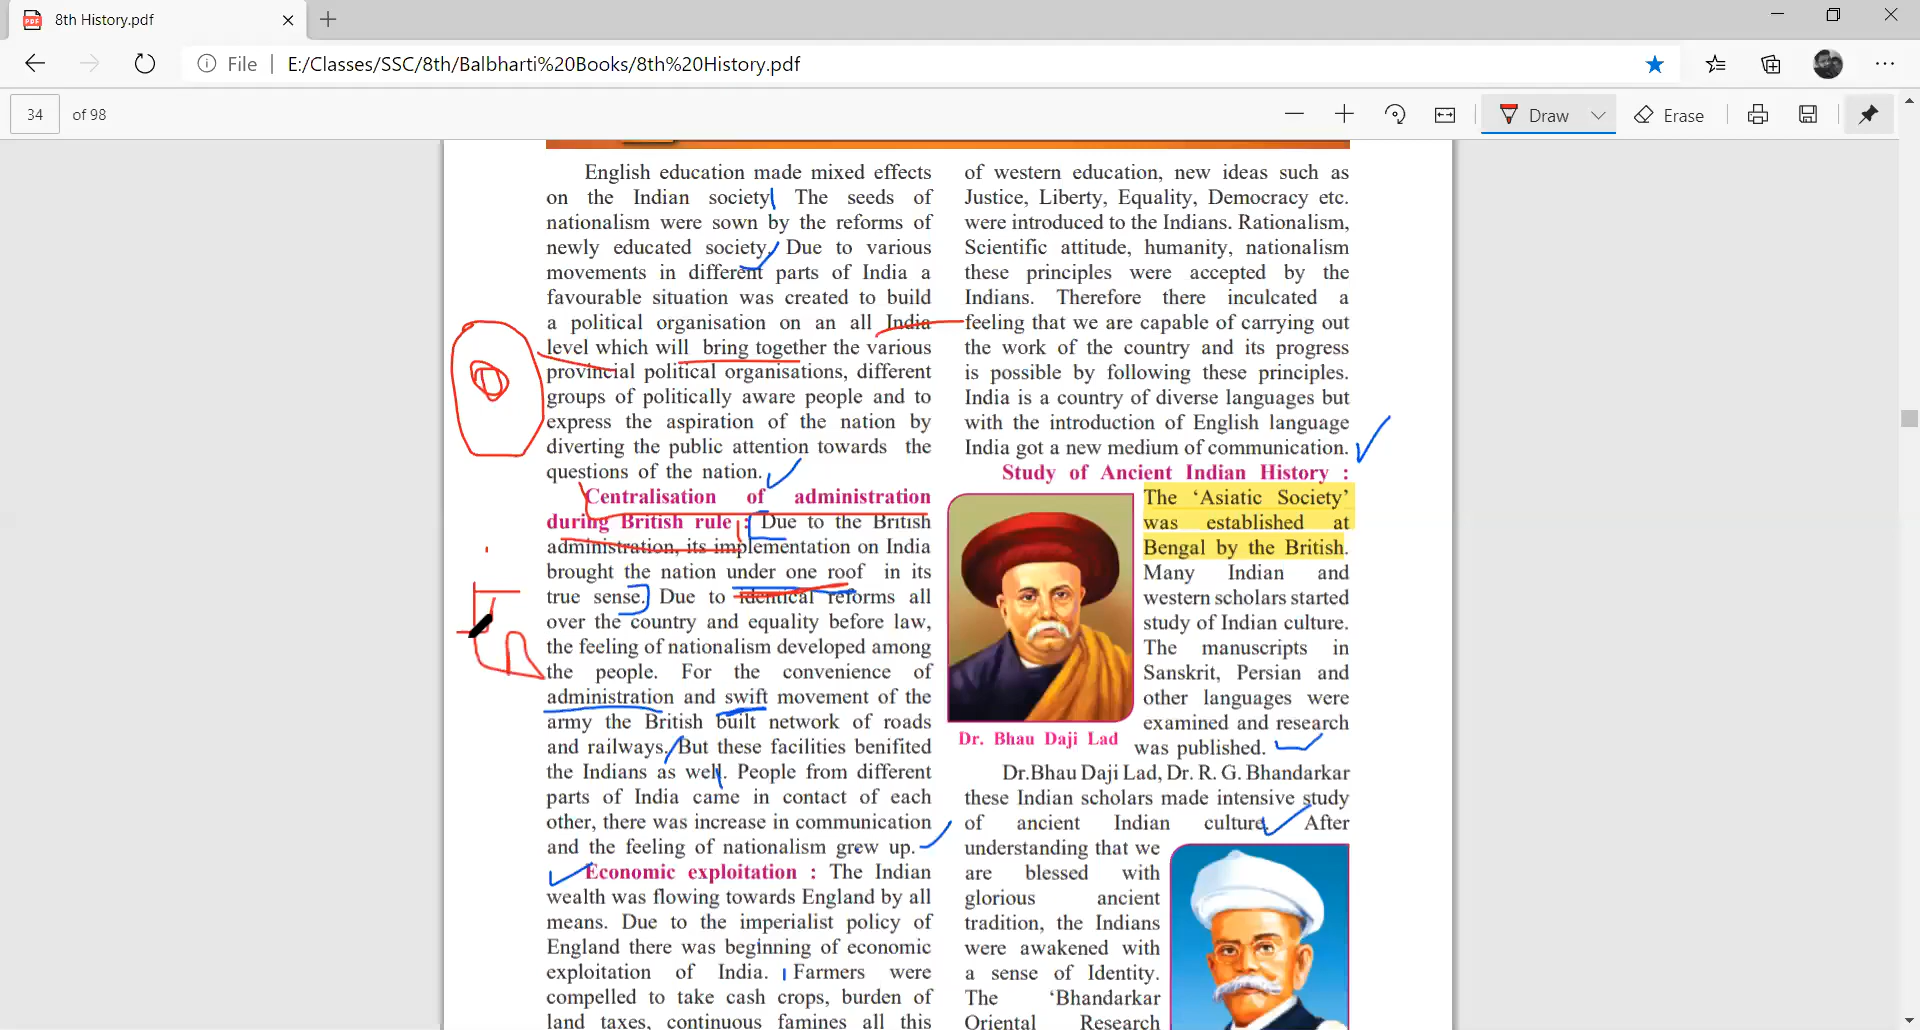 8th History.pdf
File
E:/Classes/SSC/8th/Balbharti%20Books/8th%20History.pdf
34 of 98
Draw
Erase
English education made mixed effects
on the Indian society. The seeds of
nationalism were sown by the reforms of
newly educated society. Due to various
movements in different parts of India a
favourable situation was created to build
a political organisation on an all India
level which will bring together the various
provincial political organisations, different
groups of politically aware people and to
express the aspiration of the nation by
diverting the public attention towards the
questions of the nation.
Centralisation of administration
during British rule : Due to the British
administration, its implementation on India
brought the nation under one roof in its
true sense. Due to identical reforms all
over the country and equality before law,
the feeling of nationalism developed among
the people. For the convenience of
administration and swift movement of the
army the British built network of roads
and railways. But these facilities benifited
the Indians as well. People from different
parts of India came in contact of each
other, there was increase in communication
and the feeling of nationalism grew up.
Economic exploitation : The Indian
wealth was flowing towards England by all
means. Due to the imperialist policy of
England there was beginning of economic
exploitation of India. Farmers were
compelled to take cash crops, burden of
land taxes, continuous famines all this
of western education, new ideas such as
Justice, Liberty, Equality, Democracy etc.
were introduced to the Indians. Rationalism,
Scientific attitude, humanity, nationalism
these principles were accepted by the
Indians. Therefore there inculcated a
feeling that we are capable of carrying out
the work of the country and its progress
is possible by following these principles.
India is a country of diverse languages but
with the introduction of English language
India got a new medium of communication.
Study of Ancient Indian History :
The ‘Asiatic Society’
was established at
Bengal by the British.
Many Indian and
western scholars started
study of Indian culture.
The manuscripts in
Sanskrit, Persian and
other languages were
examined and research
was published.
Dr. Bhau Daji Lad
Dr.Bhau Daji Lad, Dr. R. G. Bhandarkar
these Indian scholars made intensive study
of ancient Indian culture. After
understanding that we
are blessed with
glorious ancient
tradition, the Indians
were awakened with
a sense of Identity.
The ‘Bhandarkar
Oriental Research